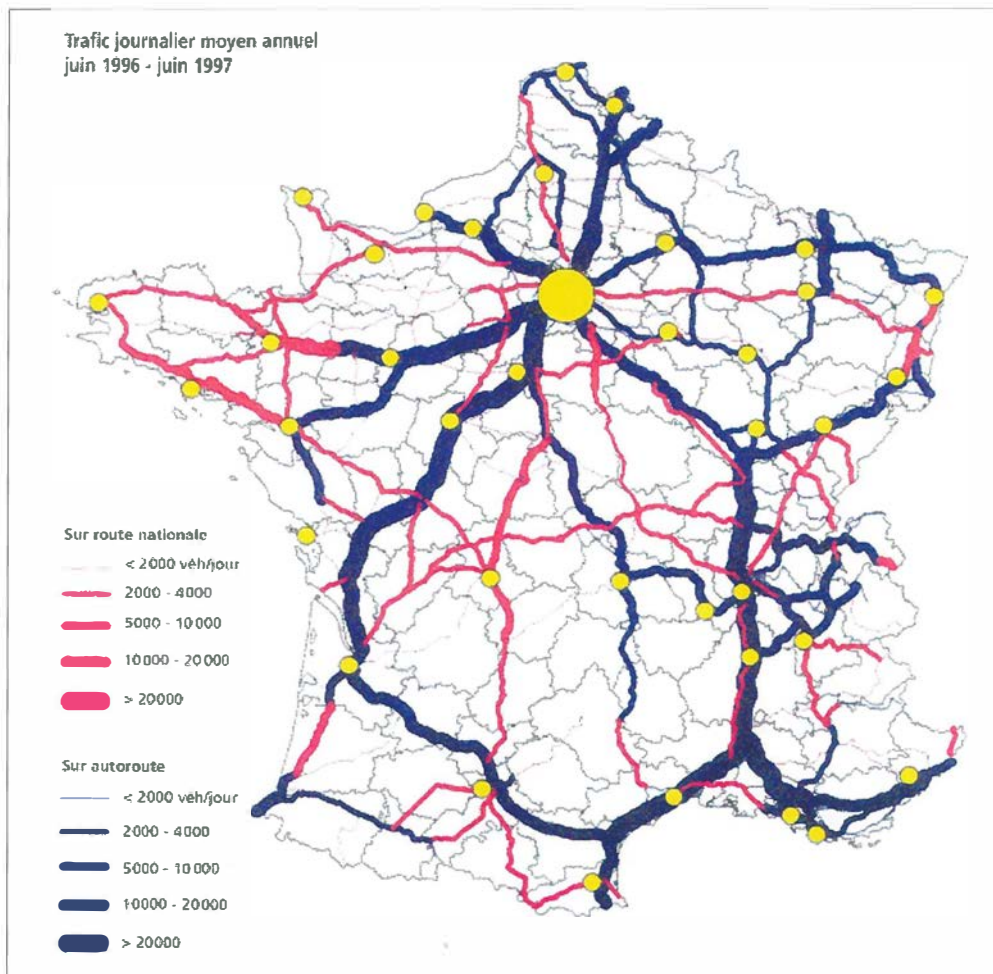 Trafic journalier moyen annuel
juin 1996 - juin 1997
Sur route nationale
< 2000 véh/jour
2000 - 4000
5000 - 10 000
10 000 - 20 000
> 20000
Sur autoroute
< 2000 véh/jour
2000 - 4000
5000 - 10 000
10000 - 20000
> 20000